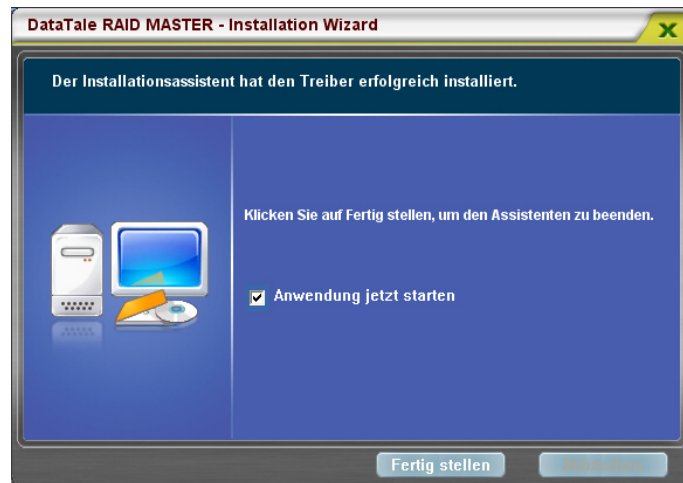 DataTale RAID MASTER - Installation Wizard
Der Installationsassistent hat den Treiber erfolgreich installiert.
Klicken Sie auf Fertig stellen, um den Assistenten zu beenden.
Anwendung jetzt starten
Fertig stellen